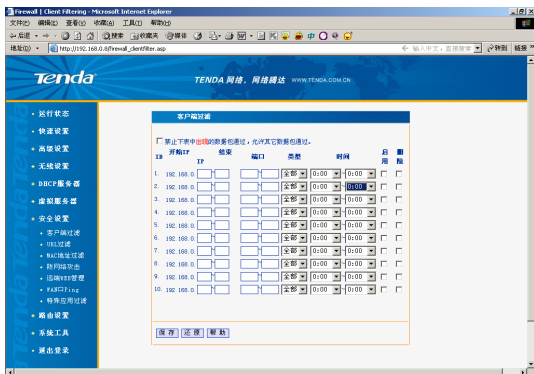 Firewall | Client Filtering - Microsoft Internet Explorer
文件(F) 编辑(E) 查看(V) 收藏(A) 工具(T) 帮助(H)
后退 搜索 收藏夹 媒体
地址(D) http://192.168.0.8/firewall_clientfilter.asp 输入中文，直接搜索 转到 链接 »
Tenda
TENDA 网络，网络腾达 WWW.TENDA.COM.CN
运行状态
快速设置
高级设置
无线设置
DHCP服务器
虚拟服务器
安全设置
客户端过滤
URL过滤
MAC地址过滤
防网络攻击
远端WEB管理
WAN口Ping
特殊应用过滤
路由设置
系统工具
退出登录
客户端过滤
禁止下表中出现的数据包通过，允许其它数据包通过。
ID 开始IP 结束IP 端口 类型 时间 启用 删除
1. 192.168.0. ~ ~ 全部 0:00 ~ 0:00
2. 192.168.0. ~ ~ 全部 0:00 ~ 0:00
3. 192.168.0. ~ ~ 全部 0:00 ~ 0:00
4. 192.168.0. ~ ~ 全部 0:00 ~ 0:00
5. 192.168.0. ~ ~ 全部 0:00 ~ 0:00
6. 192.168.0. ~ ~ 全部 0:00 ~ 0:00
7. 192.168.0. ~ ~ 全部 0:00 ~ 0:00
8. 192.168.0. ~ ~ 全部 0:00 ~ 0:00
9. 192.168.0. ~ ~ 全部 0:00 ~ 0:00
10. 192.168.0. ~ ~ 全部 0:00 ~ 0:00
保存 还原 帮助